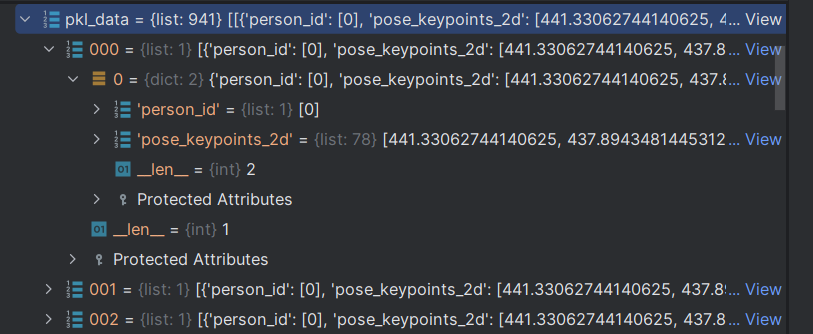 pkl_data = {list: 941} [[{'person_id': [0], 'pose_keypoints_2d': [441.33062744140625, 4... View
000 = {list: 1} [{'person_id': [0], 'pose_keypoints_2d': [441.33062744140625, 437.8... View
0 = {dict: 2} {'person_id': [0], 'pose_keypoints_2d': [441.33062744140625, 437.8... View
'person_id' = {list: 1} [0]
'pose_keypoints_2d' = {list: 78} [441.33062744140625, 437.8943481445312... View
01 __len__ = {int} 2
Protected Attributes
01 __len__ = {int} 1
Protected Attributes
001 = {list: 1} [{'person_id': [0], 'pose_keypoints_2d': [441.33062744140625, 437.8... View
002 = {list: 1} [{'person_id': [0], 'pose_keypoints_2d': [441.33062744140625, 437.8... View